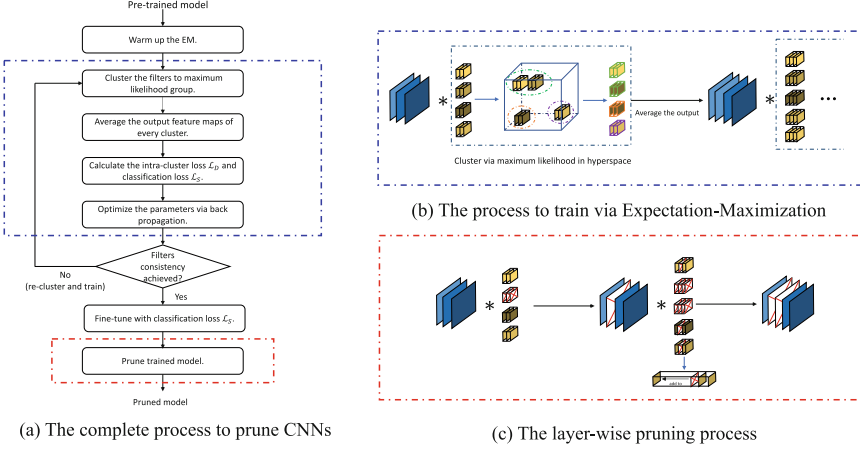 Pre-trained model
Warm up the EM.
Cluster the filters to maximum
likelihood group.
Average the output feature maps of
every cluster.
Calculate the intra-cluster loss ℒ_D and
classification loss ℒ_S.
Optimize the parameters via back
propagation.
Filters
consistency
achieved?
No
(re-cluster and train)
Yes
Fine-tune with classification loss ℒ_S.
Prune trained model.
Pruned model
(a) The complete process to prune CNNs
*
Cluster via maximum likelihood in hyperspace
Average the output
*
...
(b) The process to train via Expectation-Maximization
*
*
add to
(c) The layer-wise pruning process